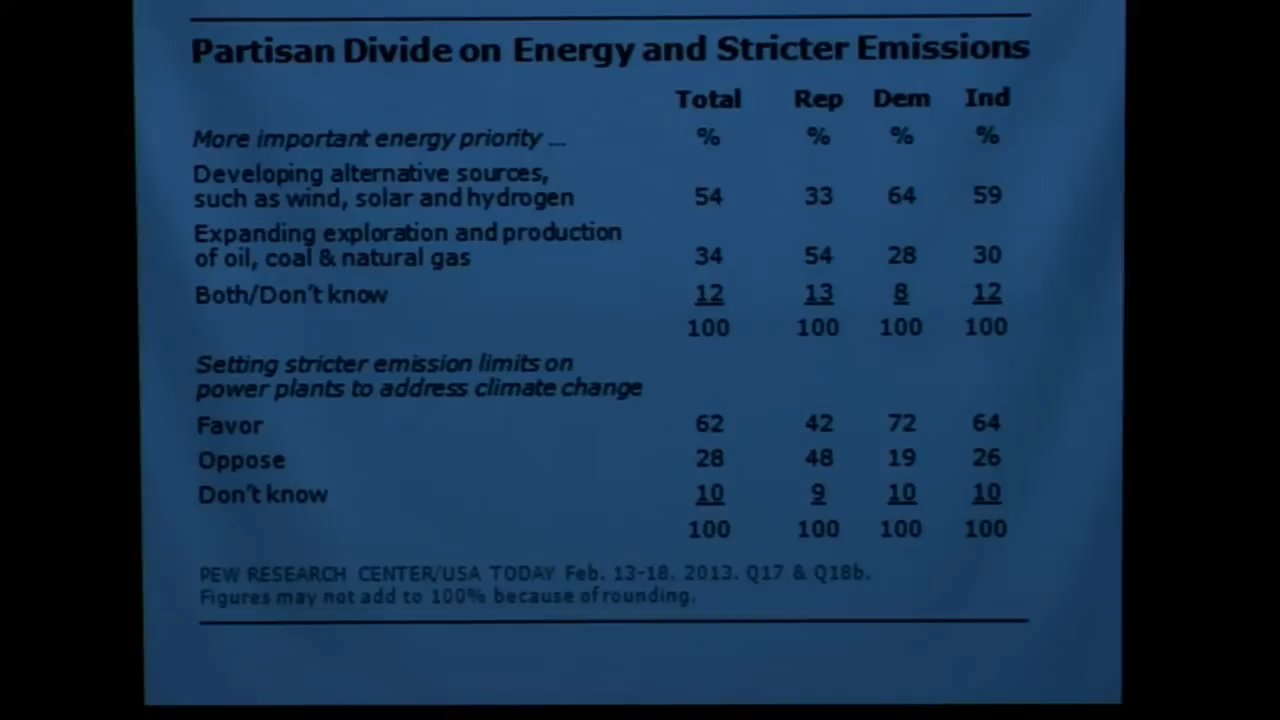 Partisan Divide on Energy and Stricter Emissions
Total Rep Dem Ind
More important energy priority ... % % % %
Developing alternative sources,
such as wind, solar and hydrogen 54 33 64 59
Expanding exploration and production
of oil, coal & natural gas 34 54 28 30
Both/Don't know 12 13 8 12
100 100 100 100
Setting stricter emission limits on
power plants to address climate change
Favor 62 42 72 64
Oppose 28 48 19 26
Don't know 10 9 10 10
100 100 100 100
PEW RESEARCH CENTER/USA TODAY Feb. 13-18, 2013. Q17 & Q18b.
Figures may not add to 100% because of rounding.